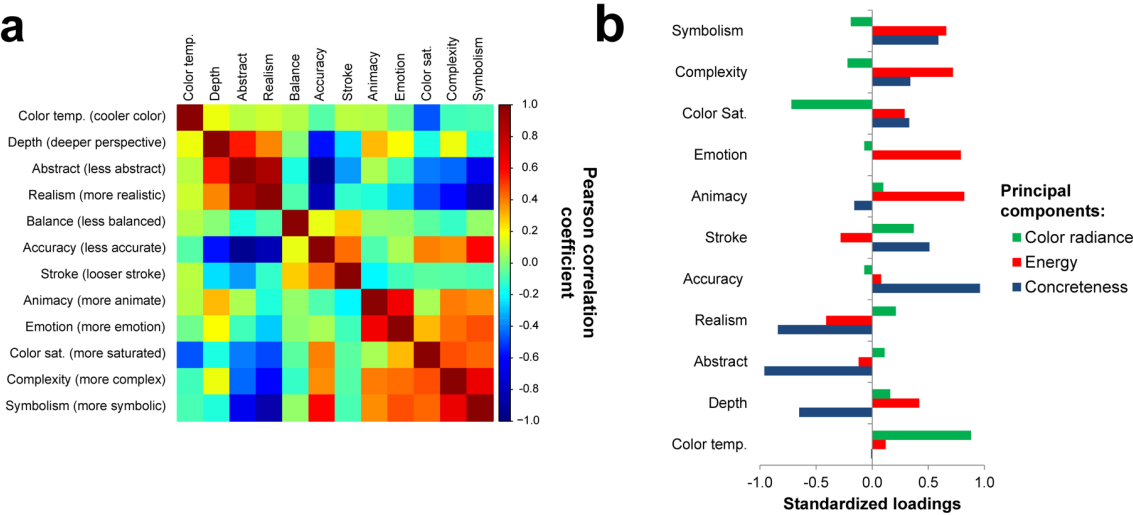 a
Color temp.
Depth
Abstract
Realism
Balance
Accuracy
Stroke
Animacy
Emotion
Color sat.
Complexity
Symbolism
Color temp. (cooler color)
Depth (deeper perspective)
Abstract (less abstract)
Realism (more realistic)
Balance (less balanced)
Accuracy (less accurate)
Stroke (looser stroke)
Animacy (more animate)
Emotion (more emotion)
Color sat. (more saturated)
Complexity (more complex)
Symbolism (more symbolic)
1.0
0.8
0.6
0.4
0.2
0.0
−0.2
−0.4
−0.6
−0.8
−1.0
Pearson correlation
coefficient
b
Symbolism
Complexity
Color Sat.
Emotion
Animacy
Stroke
Accuracy
Realism
Abstract
Depth
Color temp.
-1.0 -0.5 0.0 0.5 1.0
Standardized loadings
Principal
components:
Color radiance
Energy
Concreteness